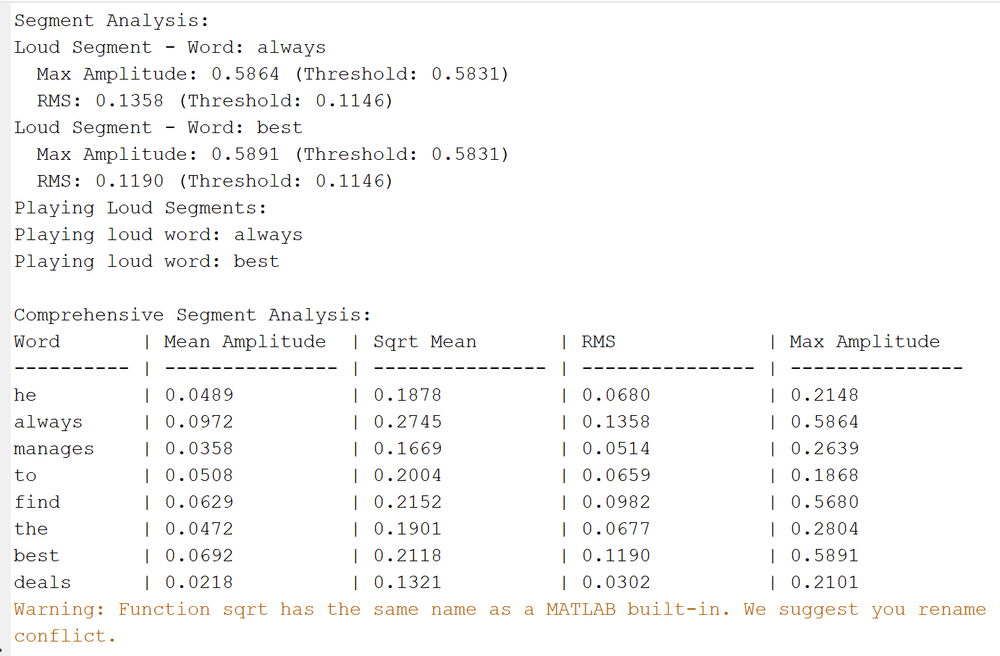 Segment Analysis:
Loud Segment - Word: always
  Max Amplitude: 0.5864 (Threshold: 0.5831)
  RMS: 0.1358 (Threshold: 0.1146)
Loud Segment - Word: best
  Max Amplitude: 0.5891 (Threshold: 0.5831)
  RMS: 0.1190 (Threshold: 0.1146)
Playing Loud Segments:
Playing loud word: always
Playing loud word: best

Comprehensive Segment Analysis:
Word       | Mean Amplitude  | Sqrt Mean       | RMS             | Max Amplitude
---------- | --------------- | --------------- | --------------- | ---------------
he         | 0.0489          | 0.1878          | 0.0680          | 0.2148
always     | 0.0972          | 0.2745          | 0.1358          | 0.5864
manages    | 0.0358          | 0.1669          | 0.0514          | 0.2639
to         | 0.0508          | 0.2004          | 0.0659          | 0.1868
find       | 0.0629          | 0.2152          | 0.0982          | 0.5680
the        | 0.0472          | 0.1901          | 0.0677          | 0.2804
best       | 0.0692          | 0.2118          | 0.1190          | 0.5891
deals      | 0.0218          | 0.1321          | 0.0302          | 0.2101
Warning: Function sqrt has the same name as a MATLAB built-in. We suggest you rename
conflict.